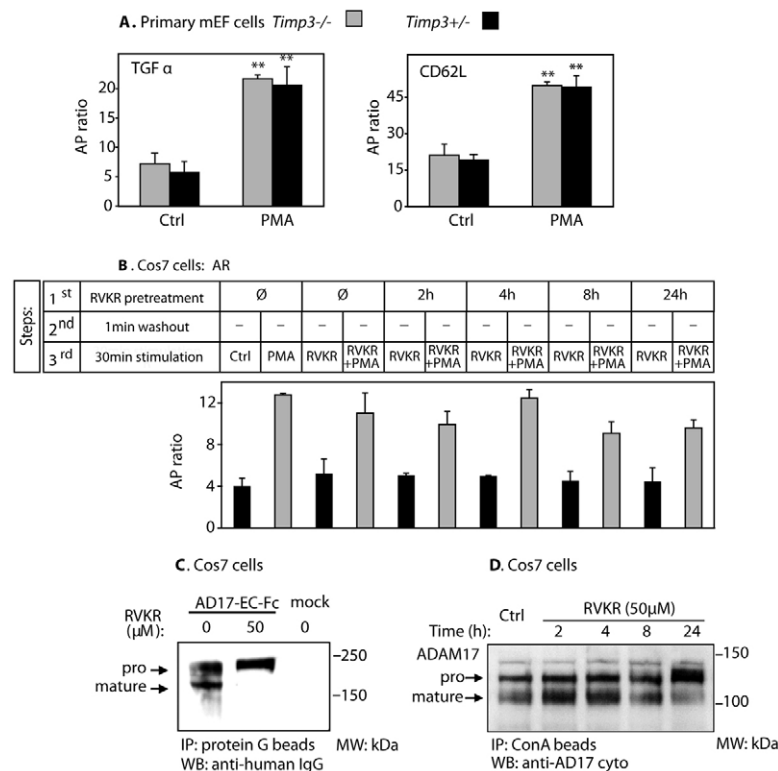 A. Primary mEF cells Timp3-/- Timp3+/-
TGF α
AP ratio
20
15
10
5
0
** **
Ctrl PMA
CD62L
AP ratio
45
30
15
0
** **
Ctrl PMA
B. Cos7 cells: AR
Steps:
1st RVKR pretreatment Ø Ø 2h 4h 8h 24h
2nd 1min washout – – – – – – – – – – – –
3rd 30min stimulation Ctrl PMA RVKR RVKR+PMA RVKR RVKR+PMA RVKR RVKR+PMA RVKR RVKR+PMA RVKR RVKR+PMA
AP ratio
12
8
4
0
C. Cos7 cells
AD17-EC-Fc mock
RVKR (μM): 0 50 0
pro
mature
–250
–150
IP: protein G beads MW: kDa
WB: anti-human IgG
D. Cos7 cells
Ctrl RVKR (50μM)
Time (h): 2 4 8 24
ADAM17
pro
mature
–150
–100
IP: ConA beads MW: kDa
WB: anti-AD17 cyto